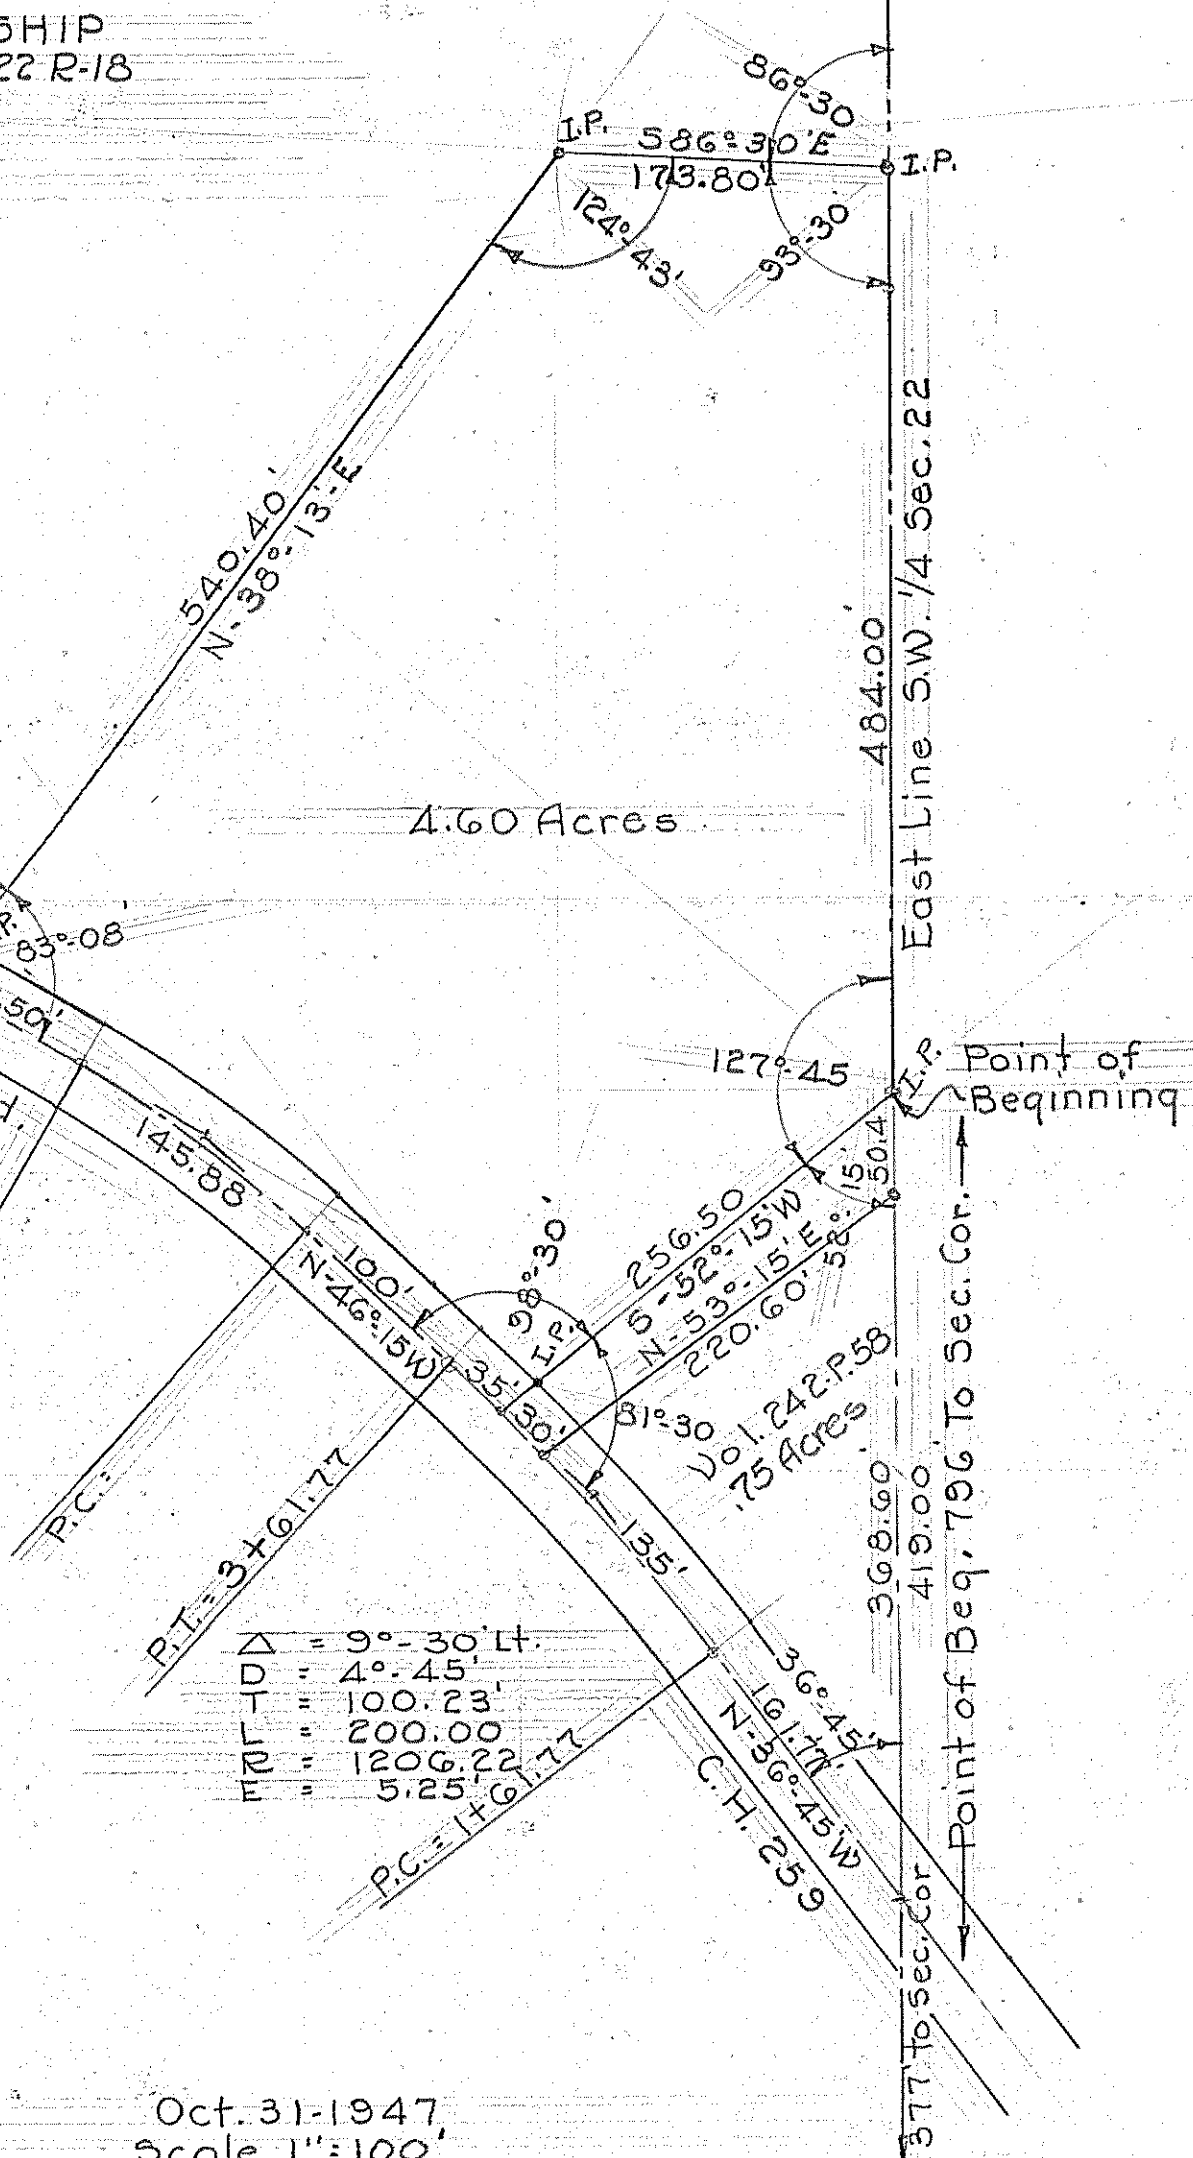 SHIP
22 R-18
86°-30
I.P.
S86°-30'E
173.80'
I.P.
124°-43'
93°-30'
540.40'
N-38°-13'-E
484.00'
East Line S.W. 1/4 Sec. 22
4.60 Acres
83°-08'
.50'
d.
145.88
127°-45
I.P.
Point of
Beginning
50.4
52°-15'
256.50
S-52°-15'W
N-53°-15'E
220.60'
98°-30'
I.P.
100'
N-46°-15'W
35'
30'
81°-30
Vol. 242-P.58
.75 Acres
135'
368.60
419.00'
Point of Beg. 796 To Sec. Cor.
P.C. =
P.T. = 3+61.77
Δ = 9°-30' Lt.
D = 4°-45'
T = 100.23'
L = 200.00
R = 1206.22
E = 5.25'
P.C. = 1+61.77
36°-45'
161.77'
N-36°-45'W
C. H. 259
377' To Sec. Cor
Oct. 31-1947
Scale 1":100'